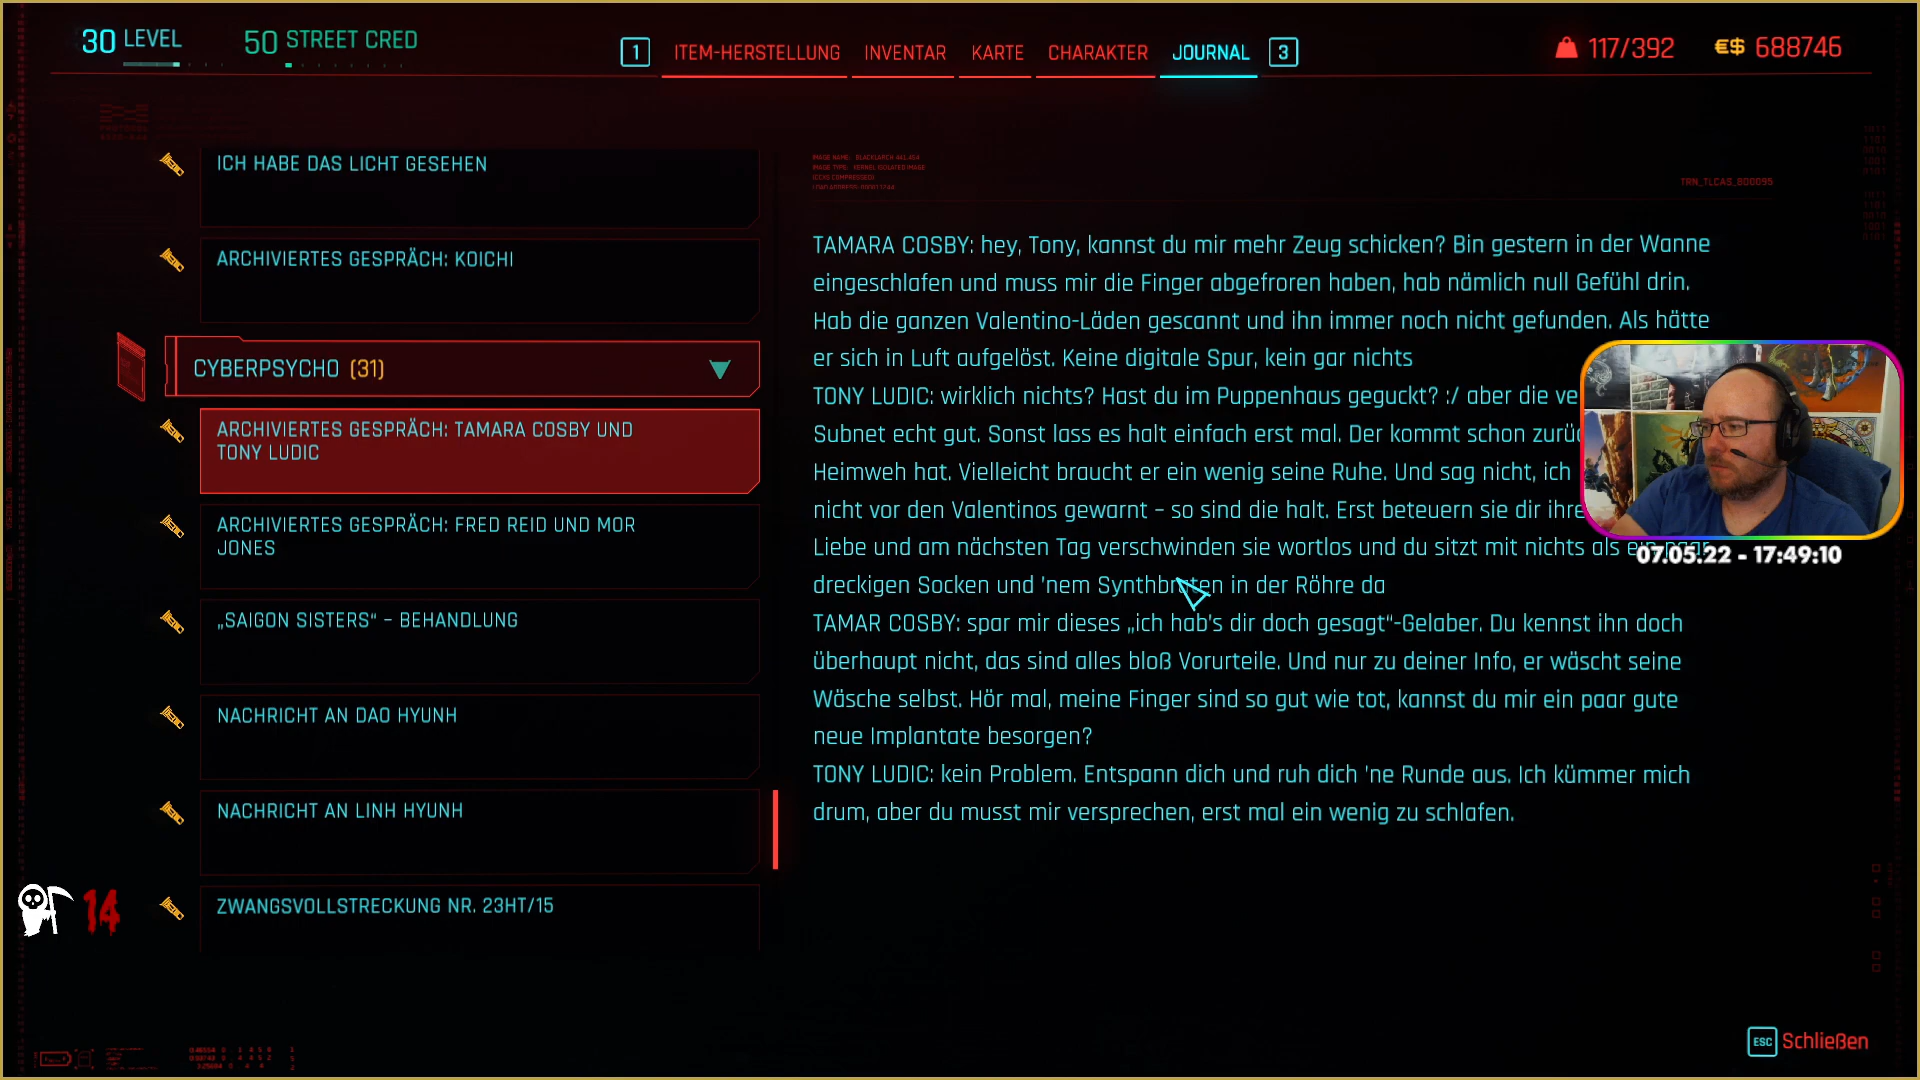 30 LEVEL
50 STREET CRED
1 ITEM-HERSTELLUNG INVENTAR KARTE CHARAKTER JOURNAL 3
117/392
€$ 688746
ICH HABE DAS LICHT GESEHEN
ARCHIVIERTES GESPRÄCH: KOICHI
CYBERPSYCHO (31)
ARCHIVIERTES GESPRÄCH: TAMARA COSBY UND
TONY LUDIC
ARCHIVIERTES GESPRÄCH: FRED REID UND MOR
JONES
„SAIGON SISTERS“ – BEHANDLUNG
NACHRICHT AN DAO HYUNH
NACHRICHT AN LINH HYUNH
ZWANGSVOLLSTRECKUNG NR. 23HT/15
14
TRN_TLCAS_800095
TAMARA COSBY: hey, Tony, kannst du mir mehr Zeug schicken? Bin gestern in der Wanne
eingeschlafen und muss mir die Finger abgefroren haben, hab nämlich null Gefühl drin.
Hab die ganzen Valentino-Läden gescannt und ihn immer noch nicht gefunden. Als hätte
er sich in Luft aufgelöst. Keine digitale Spur, kein gar nichts
TONY LUDIC: wirklich nichts? Hast du im Puppenhaus geguckt? :/ aber die ve
Subnet echt gut. Sonst lass es halt einfach erst mal. Der kommt schon zurüc
Heimweh hat. Vielleicht braucht er ein wenig seine Ruhe. Und sag nicht, ich
nicht vor den Valentinos gewarnt – so sind die halt. Erst beteuern sie dir ihre
Liebe und am nächsten Tag verschwinden sie wortlos und du sitzt mit nichts als ein paar
dreckigen Socken und 'nem Synthbraten in der Röhre da
TAMAR COSBY: spar mir dieses „ich hab's dir doch gesagt“-Gelaber. Du kennst ihn doch
überhaupt nicht, das sind alles bloß Vorurteile. Und nur zu deiner Info, er wäscht seine
Wäsche selbst. Hör mal, meine Finger sind so gut wie tot, kannst du mir ein paar gute
neue Implantate besorgen?
TONY LUDIC: kein Problem. Entspann dich und ruh dich 'ne Runde aus. Ich kümmer mich
drum, aber du musst mir versprechen, erst mal ein wenig zu schlafen.
07.05.22 - 17:49:10
ESC Schließen